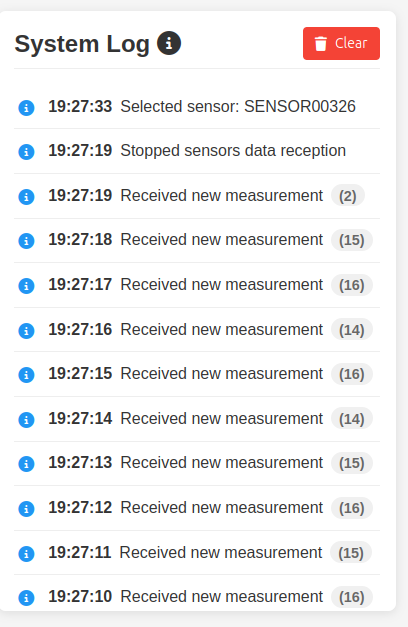 System Log
Clear
19:27:33 Selected sensor: SENSOR00326
19:27:19 Stopped sensors data reception
19:27:19 Received new measurement (2)
19:27:18 Received new measurement (15)
19:27:17 Received new measurement (16)
19:27:16 Received new measurement (14)
19:27:15 Received new measurement (16)
19:27:14 Received new measurement (14)
19:27:13 Received new measurement (15)
19:27:12 Received new measurement (16)
19:27:11 Received new measurement (15)
19:27:10 Received new measurement (16)